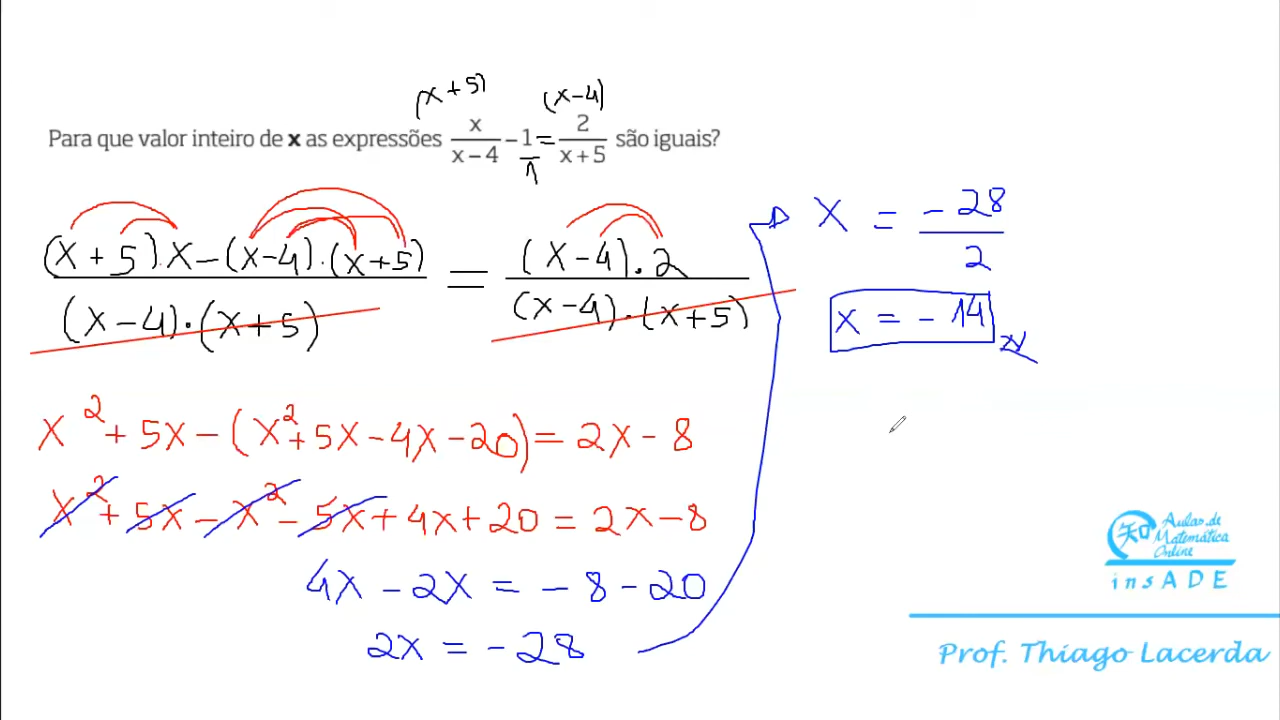 (x+5) (x-4)
Para que valor inteiro de x as expressões x/(x-4) - 1/1 = 2/(x+5) são iguais?
((x+5).x-(x-4).(x+5))/((x-4).(x+5)) = ((x-4).2)/((x-4).(x+5))
x²+5x-(x²+5x-4x-20)=2x-8
x²+5x-x²-5x+4x+20=2x-8
4x-2x=-8-20
2x=-28
x = -28/2
x = -14
知
Aulas de
Matemática
Online
insADE
Prof. Thiago Lacerda